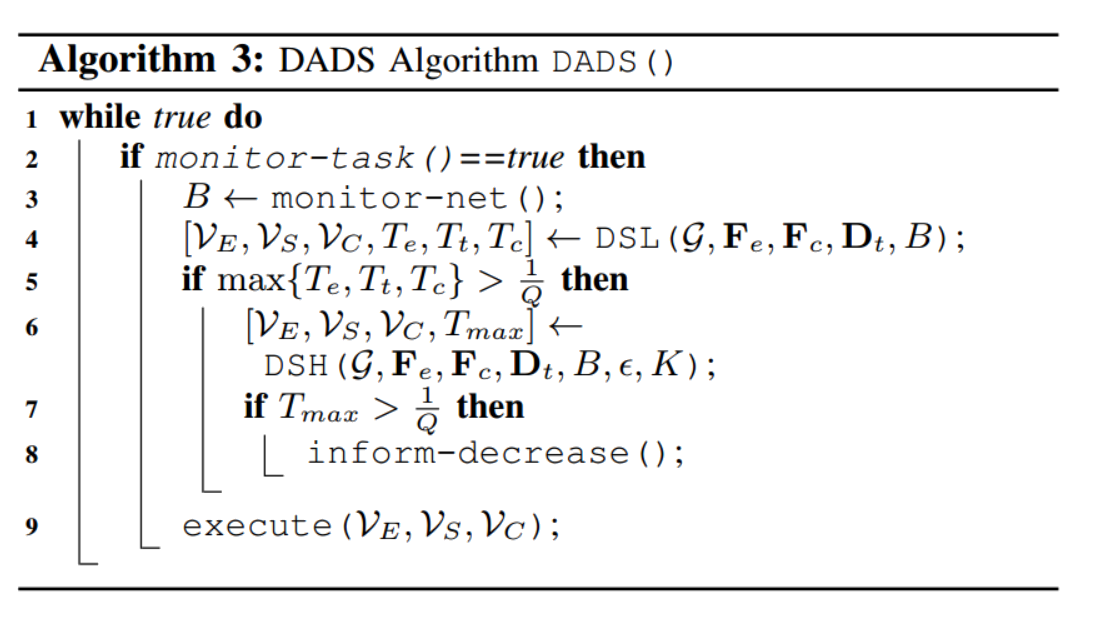 Algorithm 3: DADS Algorithm DADS()
1 while true do
2 if monitor-task()==true then
3 B ← monitor-net();
4 [𝒱_E, 𝒱_S, 𝒱_C, T_e, T_t, T_c] ← DSL(𝒢, F_e, F_c, D_t, B);
5 if max{T_e, T_t, T_c} > 1/Q then
6 [𝒱_E, 𝒱_S, 𝒱_C, T_max] ←
DSH(𝒢, F_e, F_c, D_t, B, ϵ, K);
7 if T_max > 1/Q then
8 inform-decrease();
9 execute(𝒱_E, 𝒱_S, 𝒱_C);